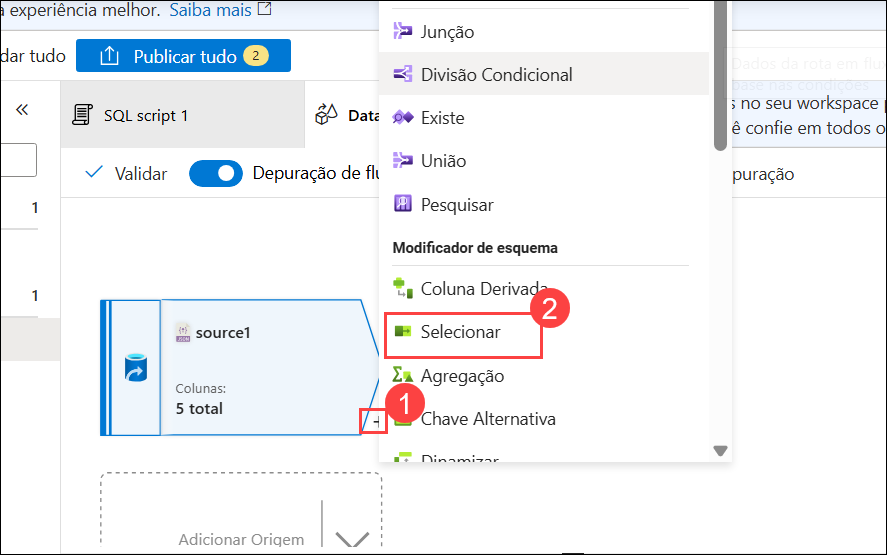 a experiência melhor. Saiba mais
dar tudo
Publicar tudo 2
Junção
Divisão Condicional
Dados da rota em flu
base nas condições
SQL script 1
Data
Existe
s no seu workspace p
ê confie em todos o
União
1
Validar
Depuração de flu
puração
Pesquisar
Modificador de esquema
1
Coluna Derivada
2
source1
JSON
Selecionar
Colunas:
5 total
Agregação
1
+
Chave Alternativa
Dinamizar
Adicionar Origem